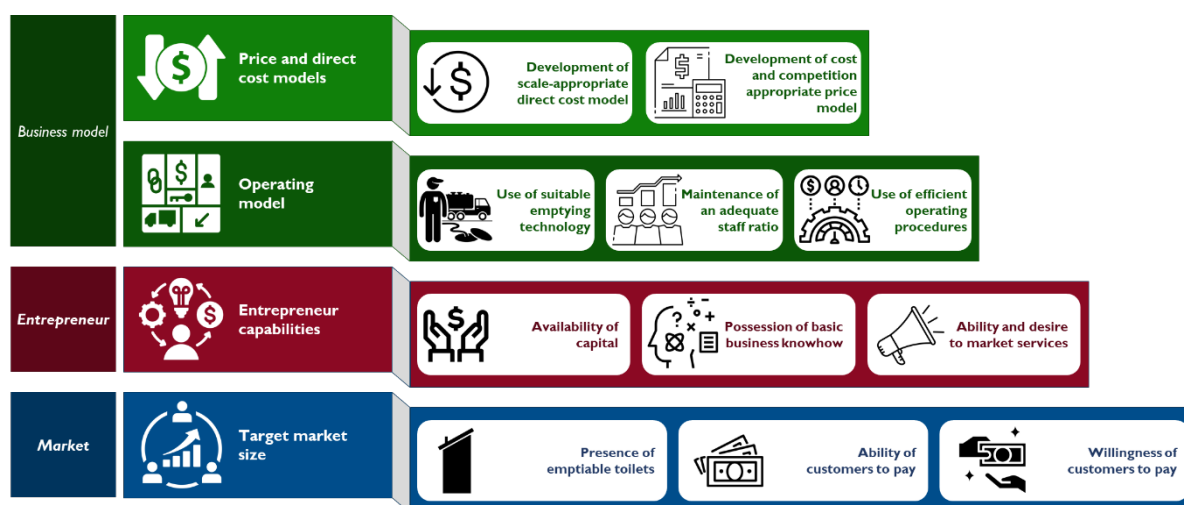 Business model
Price and direct
cost models
Development of
scale-appropriate
direct cost model
Development of cost
and competition
appropriate price
model
Operating
model
Use of suitable
emptying
technology
Maintenance of
an adequate
staff ratio
Use of efficient
operating
procedures
Entrepreneur
Entrepreneur
capabilities
Availability of
capital
Possession of basic
business knowhow
Ability and desire
to market services
Market
Target market
size
Presence of
emptiable toilets
Ability of
customers to pay
Willingness of
customers to pay